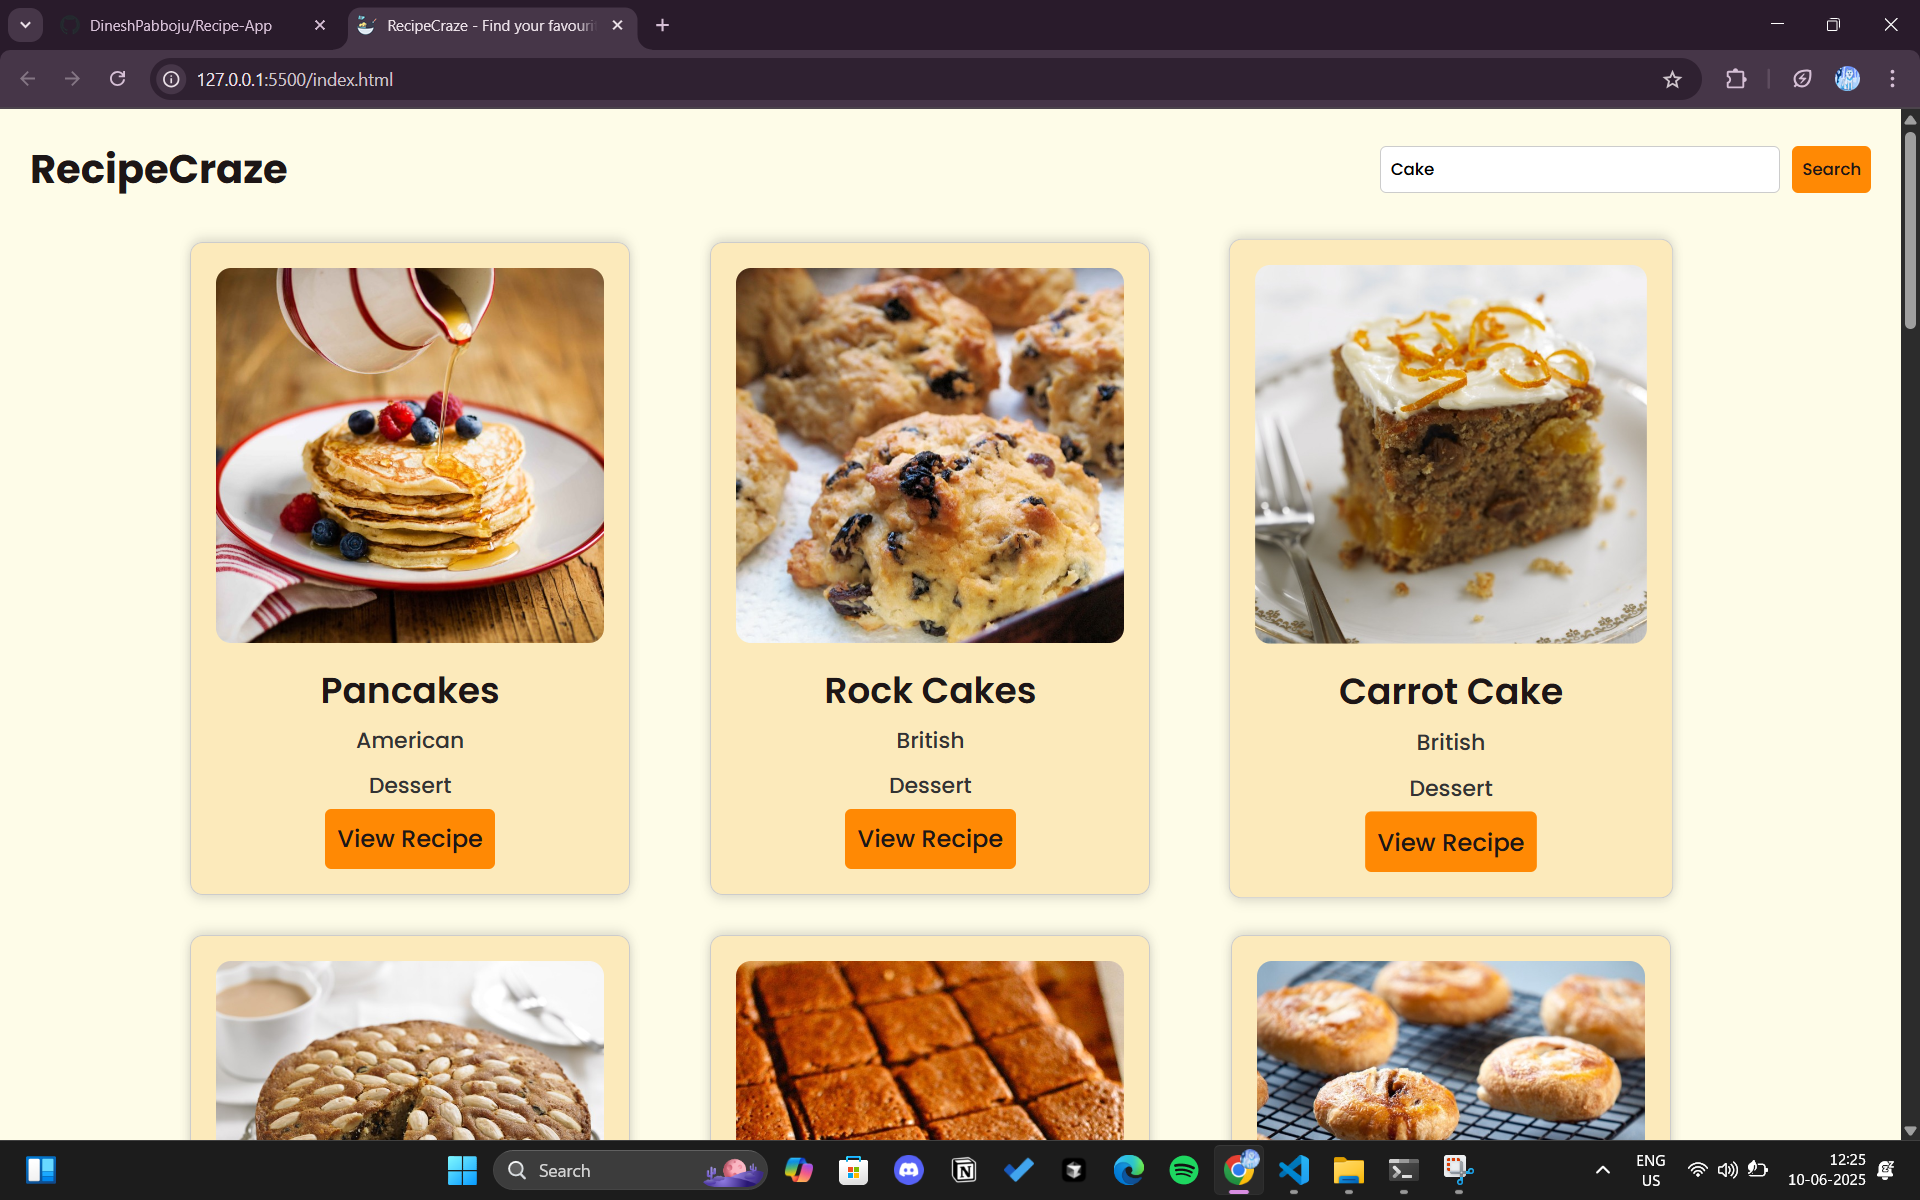 DineshPabboju/Recipe-App
RecipeCraze - Find your favouri
127.0.0.1:5500/index.html
RecipeCraze
Cake
Search
Pancakes
American
Dessert
View Recipe
Rock Cakes
British
Dessert
View Recipe
Carrot Cake
British
Dessert
View Recipe
Search
ENG
US
12:25
10-06-2025